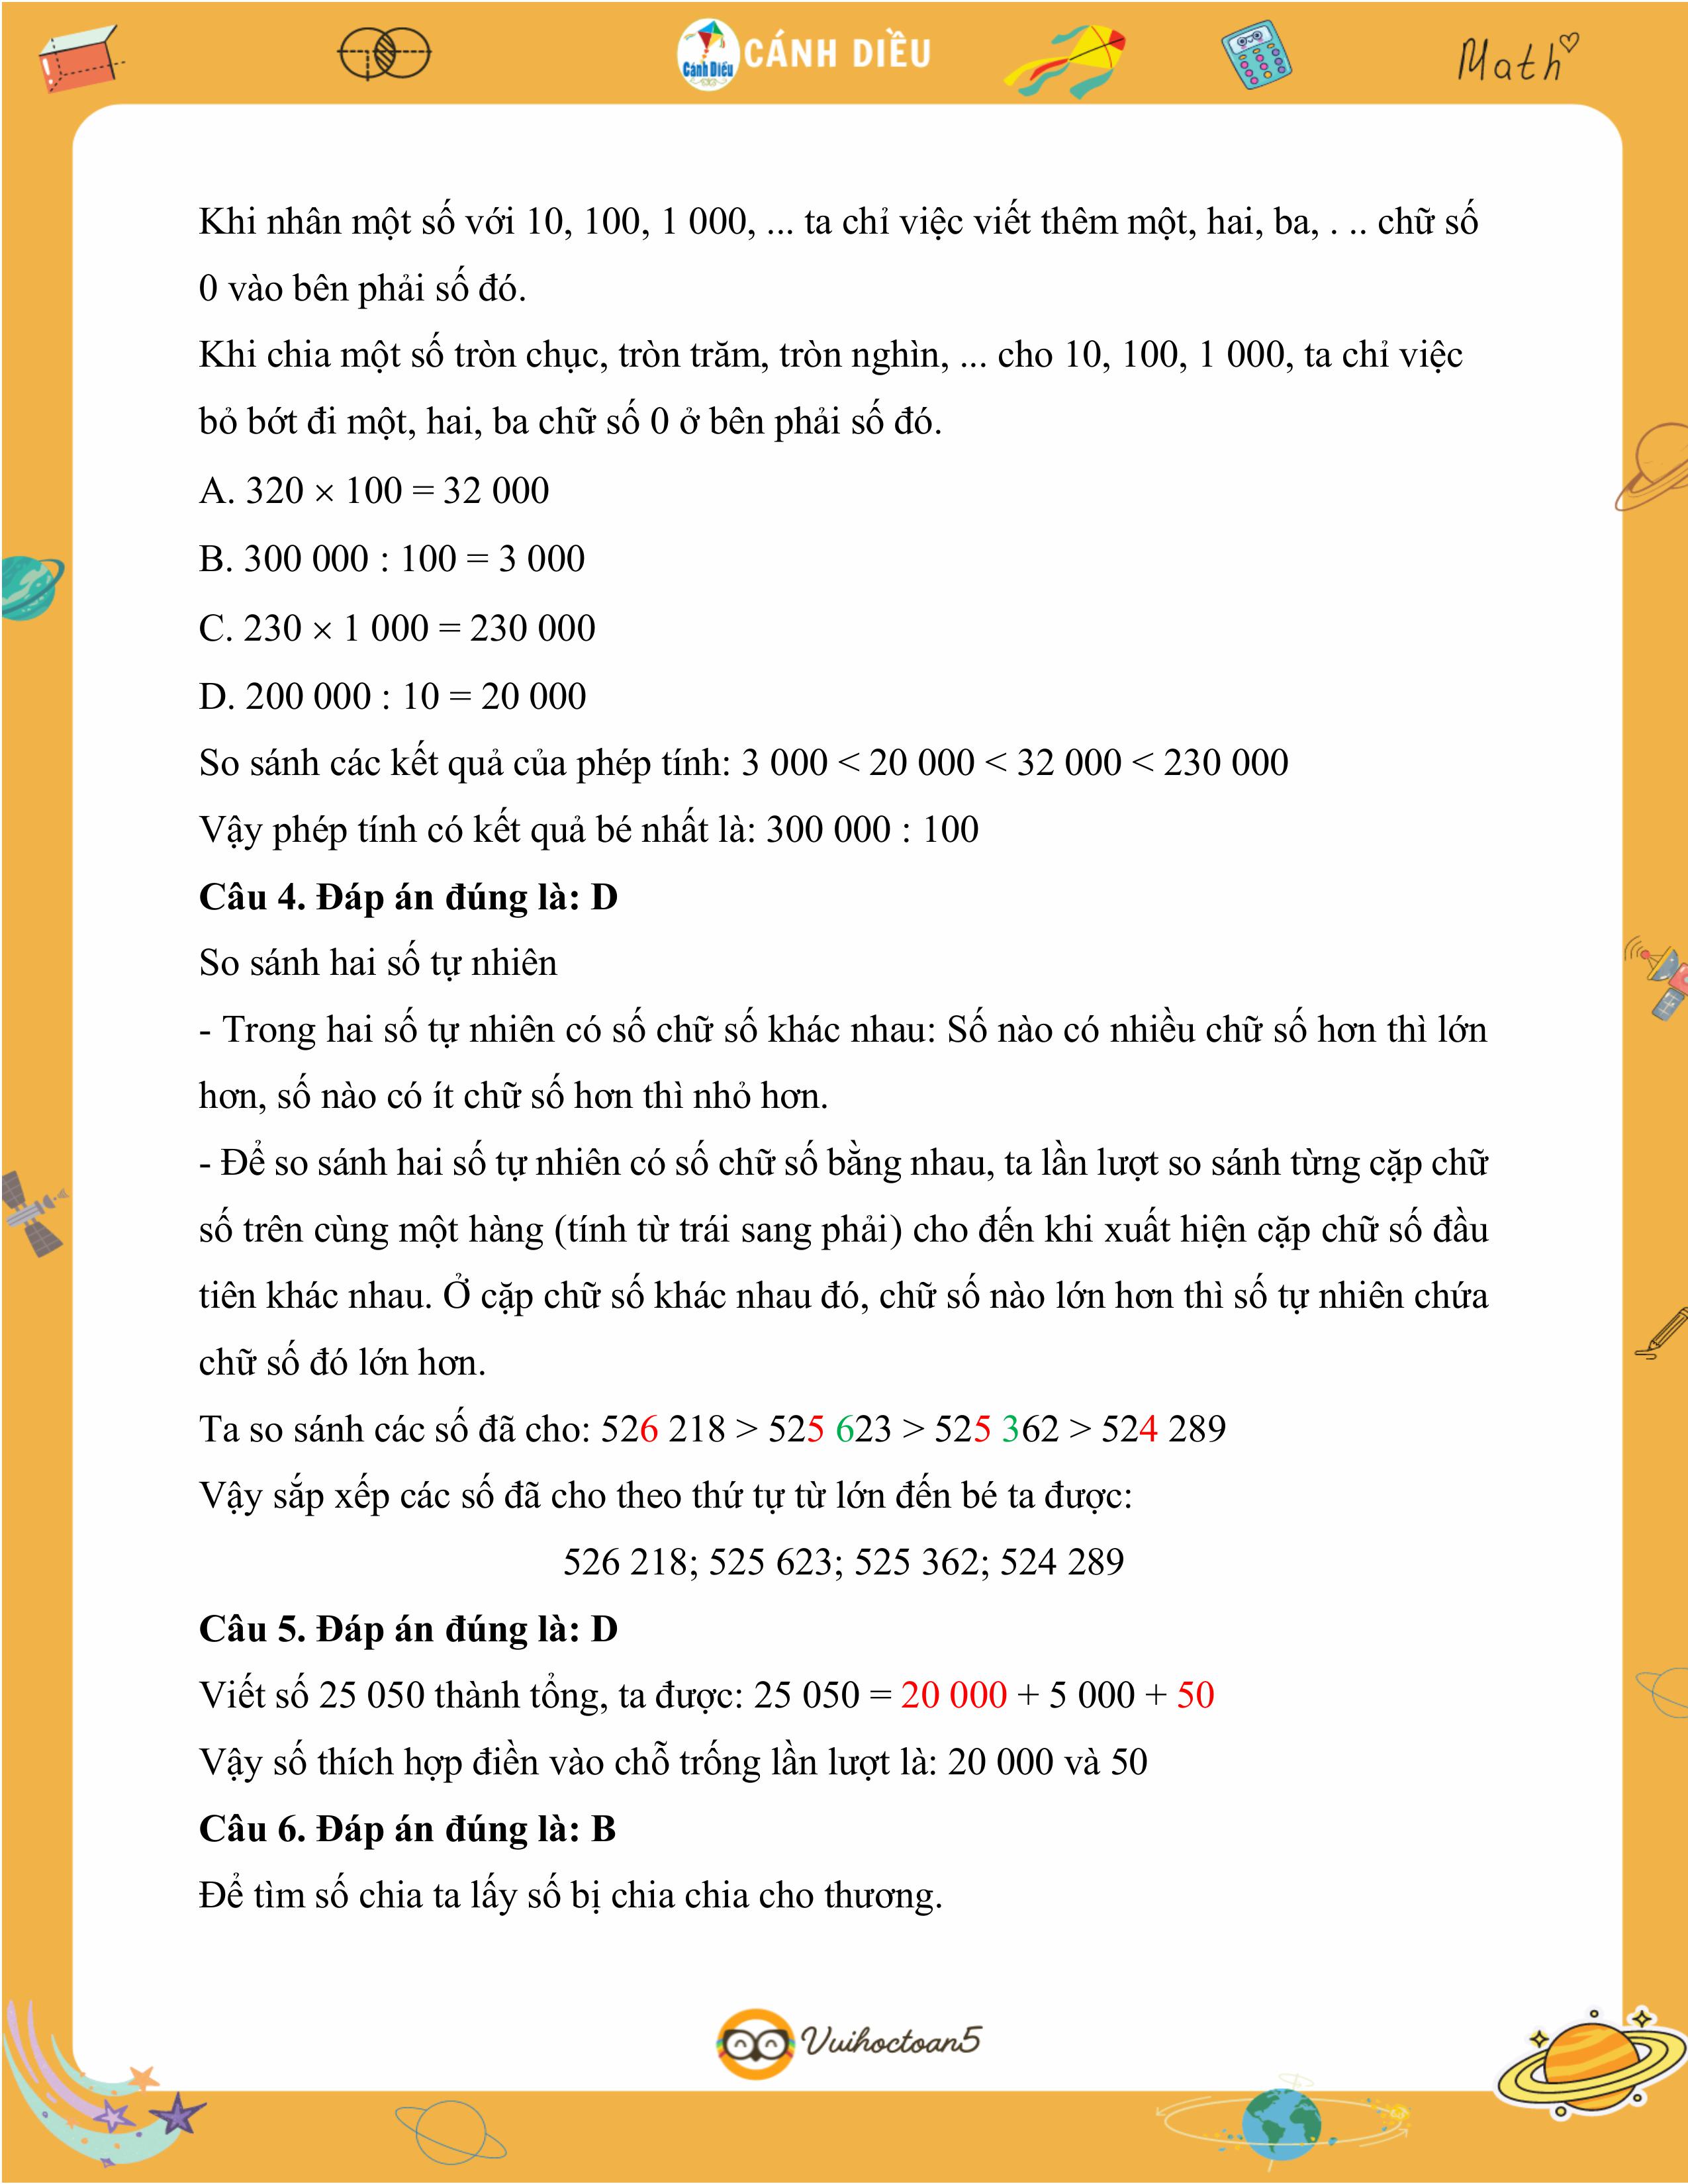 Cánh Diều
CÁNH DIỀU
Math
Khi nhân một số với 10, 100, 1 000, ... ta chỉ việc viết thêm một, hai, ba, . .. chữ số
0 vào bên phải số đó.
Khi chia một số tròn chục, tròn trăm, tròn nghìn, ... cho 10, 100, 1 000, ta chỉ việc
bỏ bớt đi một, hai, ba chữ số 0 ở bên phải số đó.
A. 320 × 100 = 32 000
B. 300 000 : 100 = 3 000
C. 230 × 1 000 = 230 000
D. 200 000 : 10 = 20 000
So sánh các kết quả của phép tính: 3 000 < 20 000 < 32 000 < 230 000
Vậy phép tính có kết quả bé nhất là: 300 000 : 100
Câu 4. Đáp án đúng là: D
So sánh hai số tự nhiên
- Trong hai số tự nhiên có số chữ số khác nhau: Số nào có nhiều chữ số hơn thì lớn
hơn, số nào có ít chữ số hơn thì nhỏ hơn.
- Để so sánh hai số tự nhiên có số chữ số bằng nhau, ta lần lượt so sánh từng cặp chữ
số trên cùng một hàng (tính từ trái sang phải) cho đến khi xuất hiện cặp chữ số đầu
tiên khác nhau. Ở cặp chữ số khác nhau đó, chữ số nào lớn hơn thì số tự nhiên chứa
chữ số đó lớn hơn.
Ta so sánh các số đã cho: 526 218 > 525 623 > 525 362 > 524 289
Vậy sắp xếp các số đã cho theo thứ tự từ lớn đến bé ta được:
526 218; 525 623; 525 362; 524 289
Câu 5. Đáp án đúng là: D
Viết số 25 050 thành tổng, ta được: 25 050 = 20 000 + 5 000 + 50
Vậy số thích hợp điền vào chỗ trống lần lượt là: 20 000 và 50
Câu 6. Đáp án đúng là: B
Để tìm số chia ta lấy số bị chia chia cho thương.
Vuihoctoan5